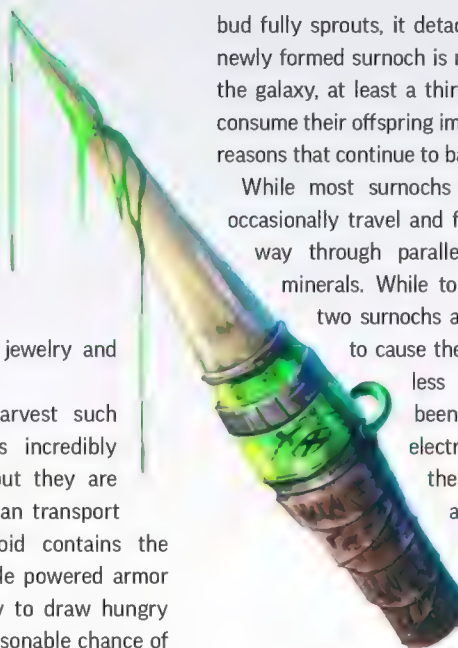 jewelry and
arvest such
s incredibly
out they are
an transport
oid contains the
le powered armor
y to draw hungry
sonable chance of
bud fully sprouts, it detac
newly formed surnoch is r
the galaxy, at least a thir
consume their offspring im
reasons that continue to ba
While most surnochs
occasionally travel and f
way through paralle
minerals. While to
two surnochs a
to cause the
less
been
electr
the
a